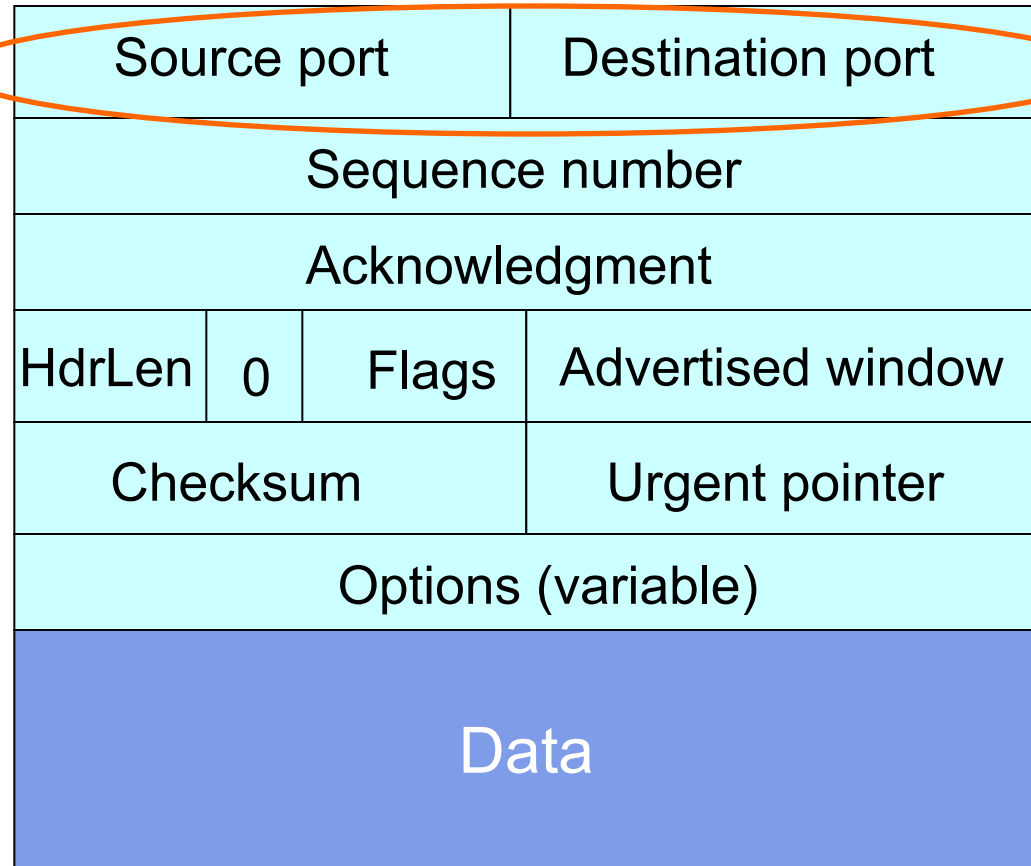 Source port Destination port
Sequence number
Acknowledgment
HdrLen 0 Flags Advertised window
Checksum Urgent pointer
Options (variable)
Data